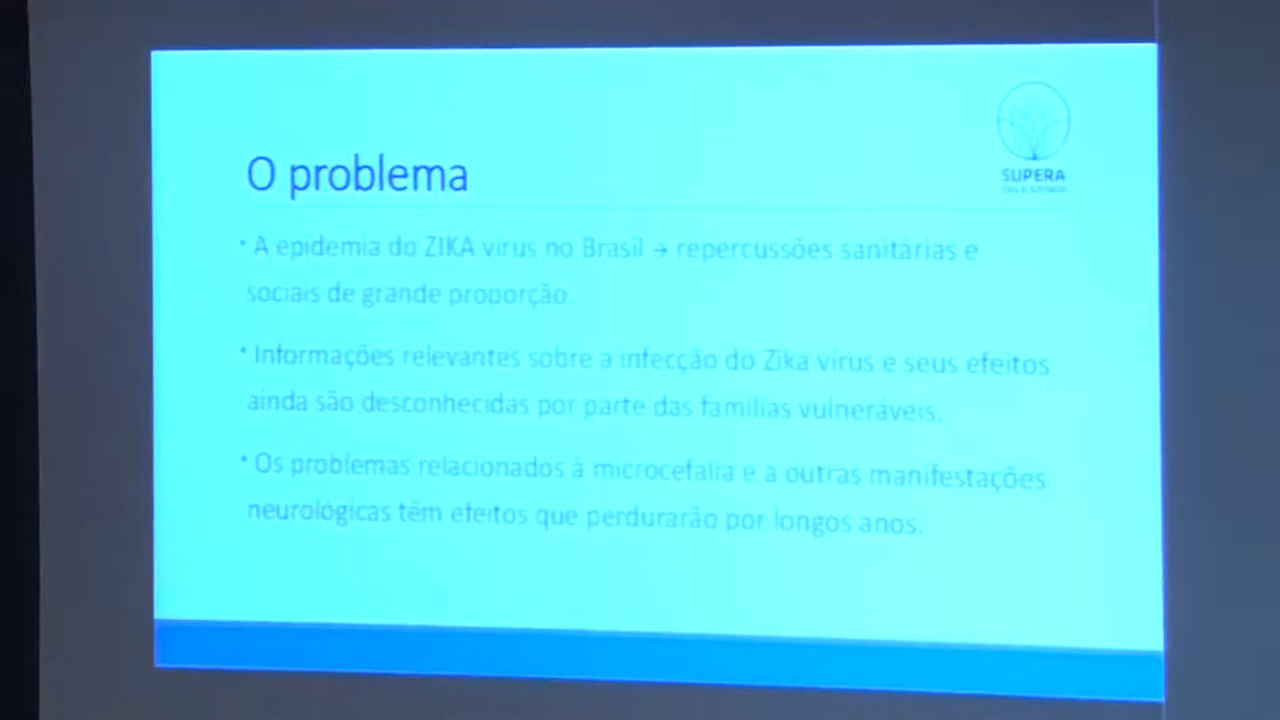 SUPERA
O problema
• A epidemia do ZIKA vírus no Brasil → repercussões sanitárias e
sociais de grande proporção.
• Informações relevantes sobre a infecção do Zika vírus e seus efeitos
ainda são desconhecidas por parte das famílias vulneráveis.
• Os problemas relacionados à microcefalia e a outras manifestações
neurológicas têm efeitos que perdurarão por longos anos.